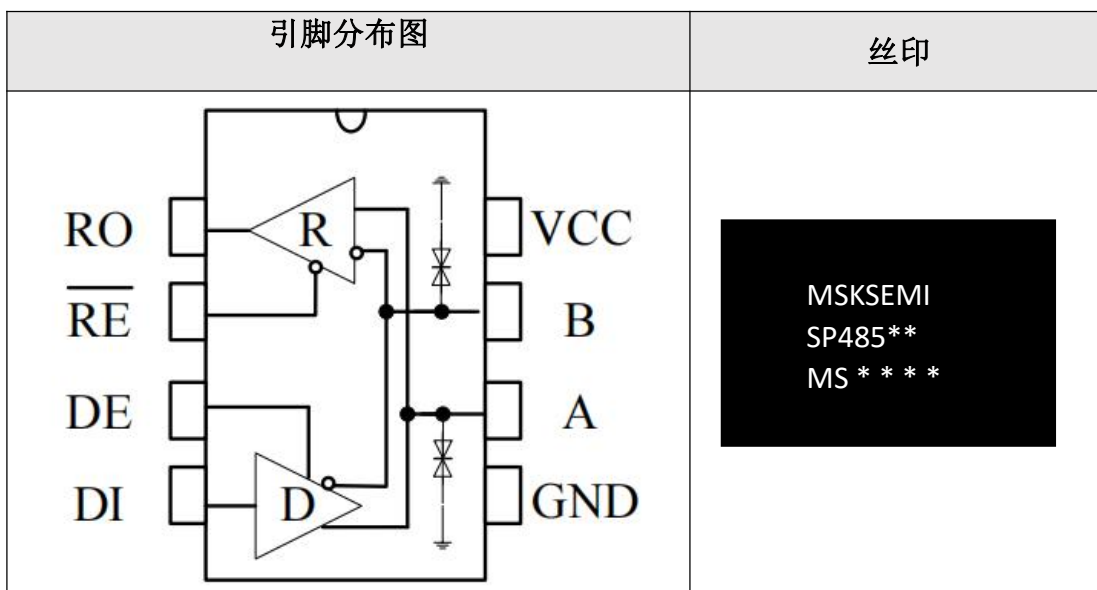 引脚分布图
丝印
RO
RE
DE
DI
R
D
VCC
B
A
GND
MSKSEMI
SP485**
MS * * * *